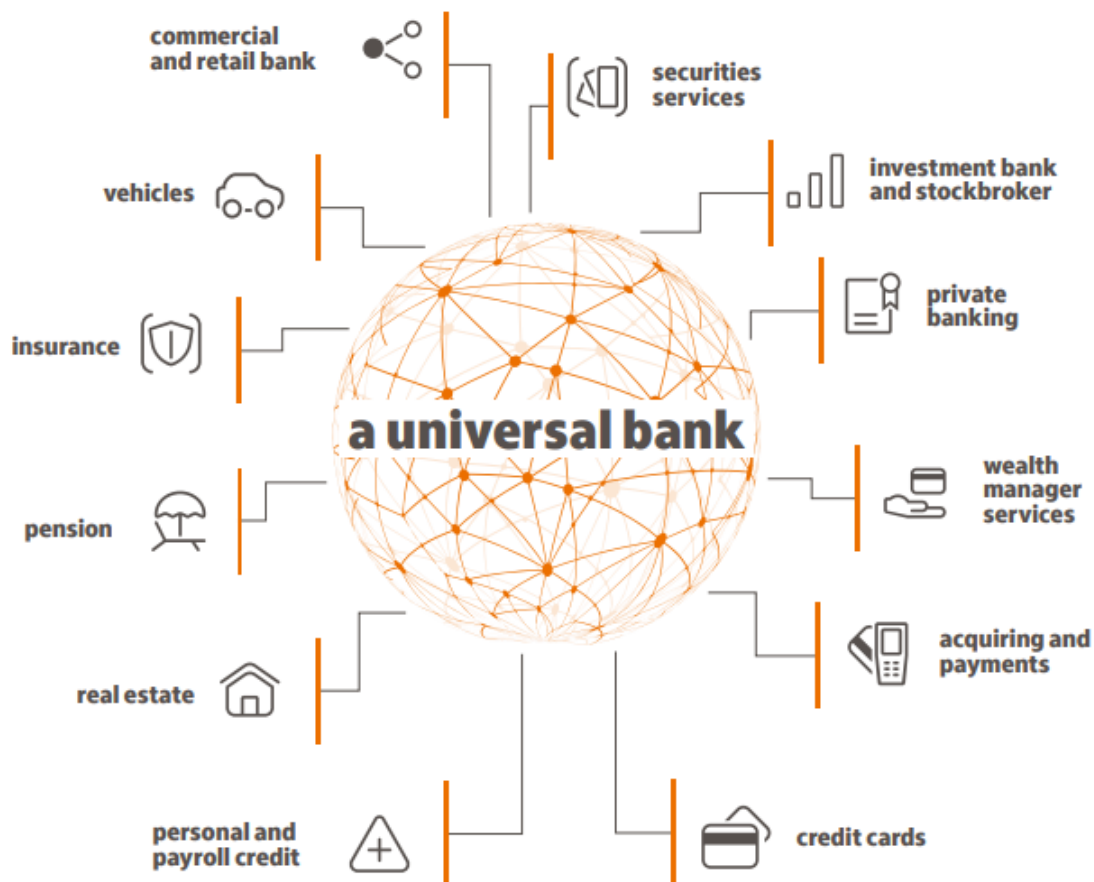 commercial
and retail bank
securities
services
vehicles
investment bank
and stockbroker
insurance
private
banking
a universal bank
pension
wealth
manager
services
real estate
acquiring and
payments
personal and
payroll credit
credit cards